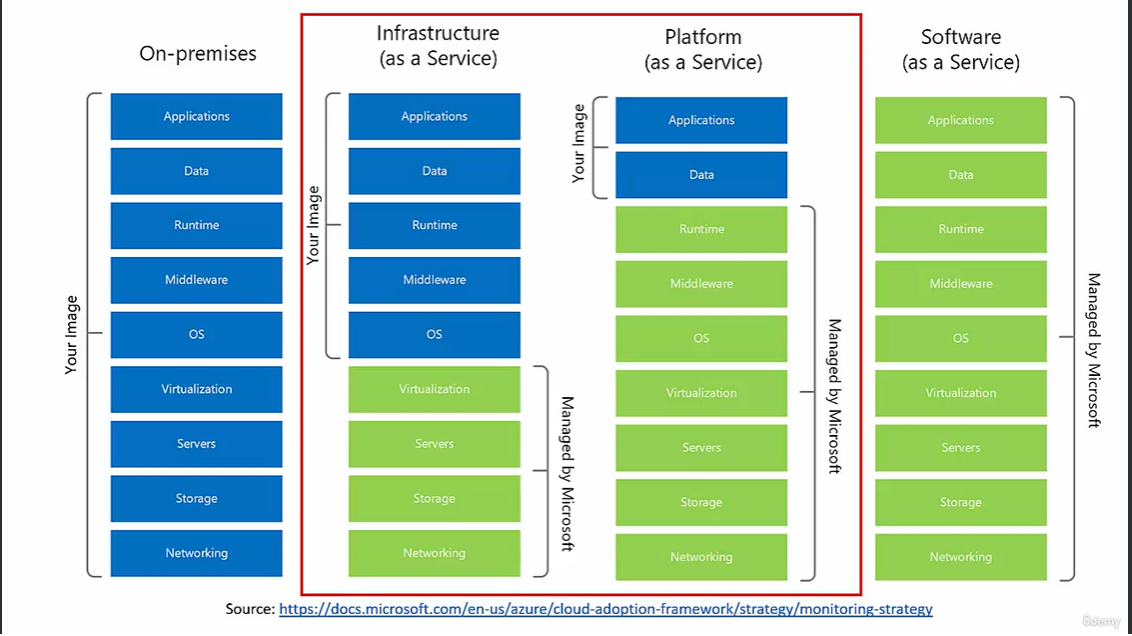 On-premises
Applications
Data
Runtime
Middleware
OS
Virtualization
Servers
Storage
Networking
Your Image
Infrastructure
(as a Service)
Applications
Data
Runtime
Middleware
OS
Virtualization
Servers
Storage
Networking
Your Image
Managed by Microsoft
Platform
(as a Service)
Applications
Data
Runtime
Middleware
OS
Virtualization
Servers
Storage
Networking
Your Image
Managed by Microsoft
Software
(as a Service)
Applications
Data
Runtime
Middleware
OS
Virtualization
Servers
Storage
Networking
Managed by Microsoft
Source: https://docs.microsoft.com/en-us/azure/cloud-adoption-framework/strategy/monitoring-strategy
ûdemy